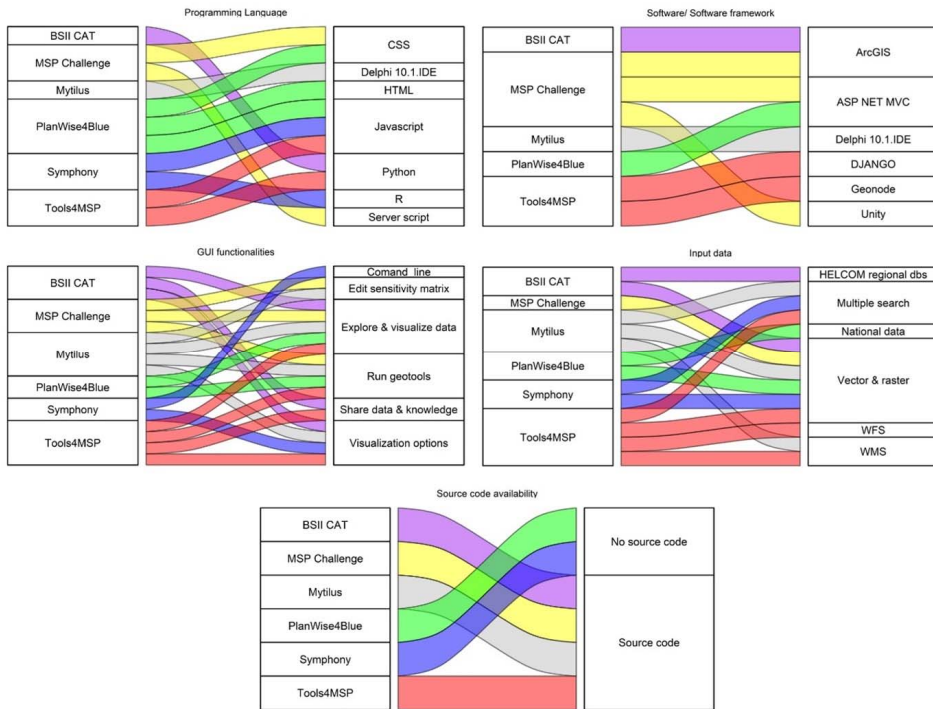 Programming Language
BSII CAT
MSP Challenge
Mytilus
PlanWise4Blue
Symphony
Tools4MSP
CSS
Delphi 10.1.IDE
HTML
Javascript
Python
R
Server script
Software/ Software framework
BSII CAT
MSP Challenge
Mytilus
PlanWise4Blue
Tools4MSP
ArcGIS
ASP NET MVC
Delphi 10.1.IDE
DJANGO
Geonode
Unity
GUI functionalities
BSII CAT
MSP Challenge
Mytilus
PlanWise4Blue
Symphony
Tools4MSP
Comand line
Edit sensitivity matrix
Explore & visualize data
Run geotools
Share data & knowledge
Visualization options
Input data
BSII CAT
MSP Challenge
Mytilus
PlanWise4Blue
Symphony
Tools4MSP
HELCOM regional dbs
Multiple search
National data
Vector & raster
WFS
WMS
Source code availability
BSII CAT
MSP Challenge
Mytilus
PlanWise4Blue
Symphony
Tools4MSP
No source code
Source code